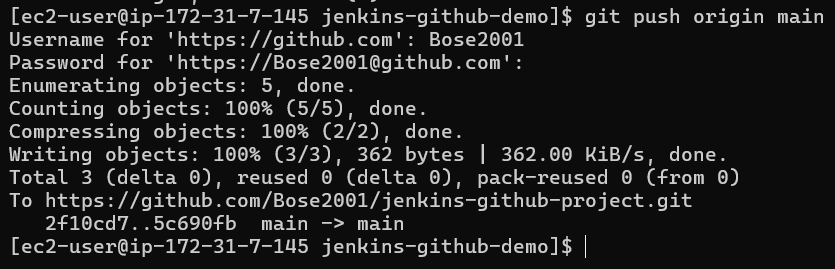 [ec2-user@ip-172-31-7-145 jenkins-github-demo]$ git push origin main
Username for 'https://github.com': Bose2001
Password for 'https://Bose2001@github.com':
Enumerating objects: 5, done.
Counting objects: 100% (5/5), done.
Compressing objects: 100% (2/2), done.
Writing objects: 100% (3/3), 362 bytes | 362.00 KiB/s, done.
Total 3 (delta 0), reused 0 (delta 0), pack-reused 0 (from 0)
To https://github.com/Bose2001/jenkins-github-project.git
   2f10cd7..5c690fb  main -> main
[ec2-user@ip-172-31-7-145 jenkins-github-demo]$